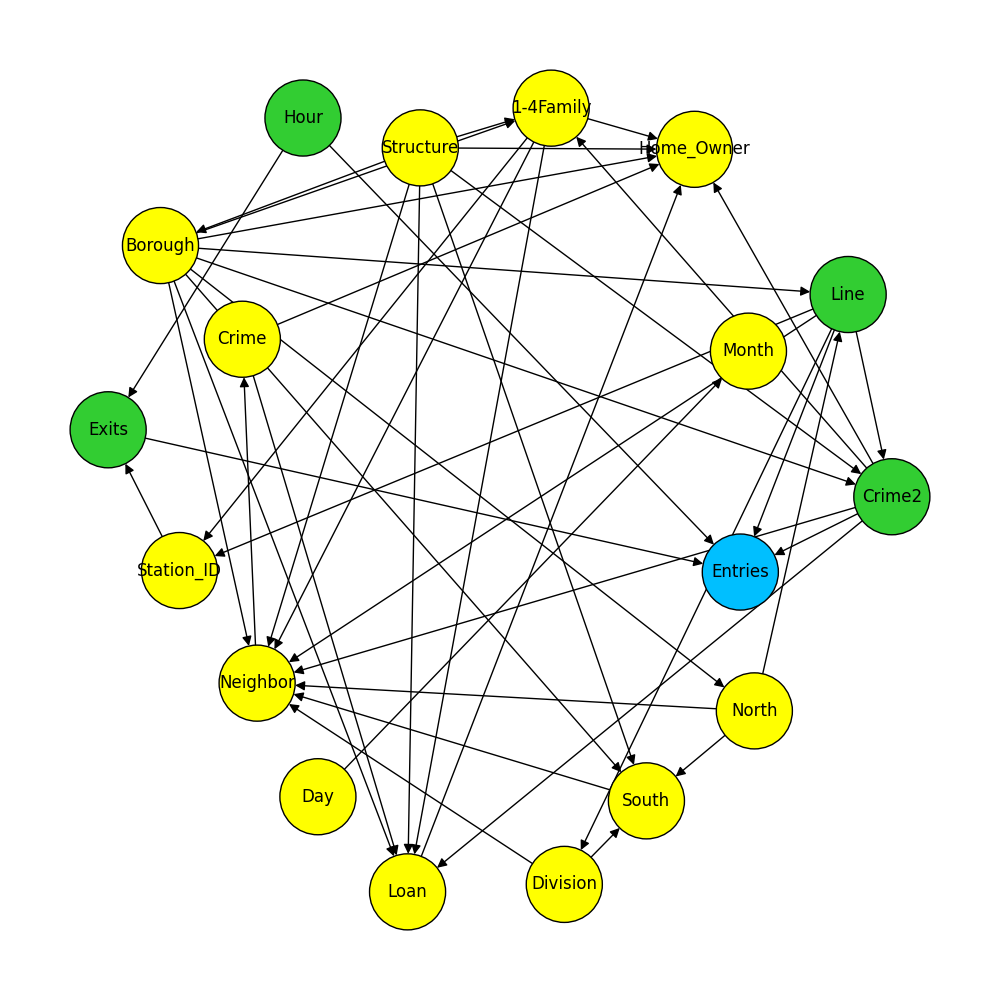 1-4Family
Hour
Structure
Home_Owner
Borough
Line
Crime
Month
Exits
Crime2
Station_ID
Entries
Neighbor
North
Day
South
Loan
Division